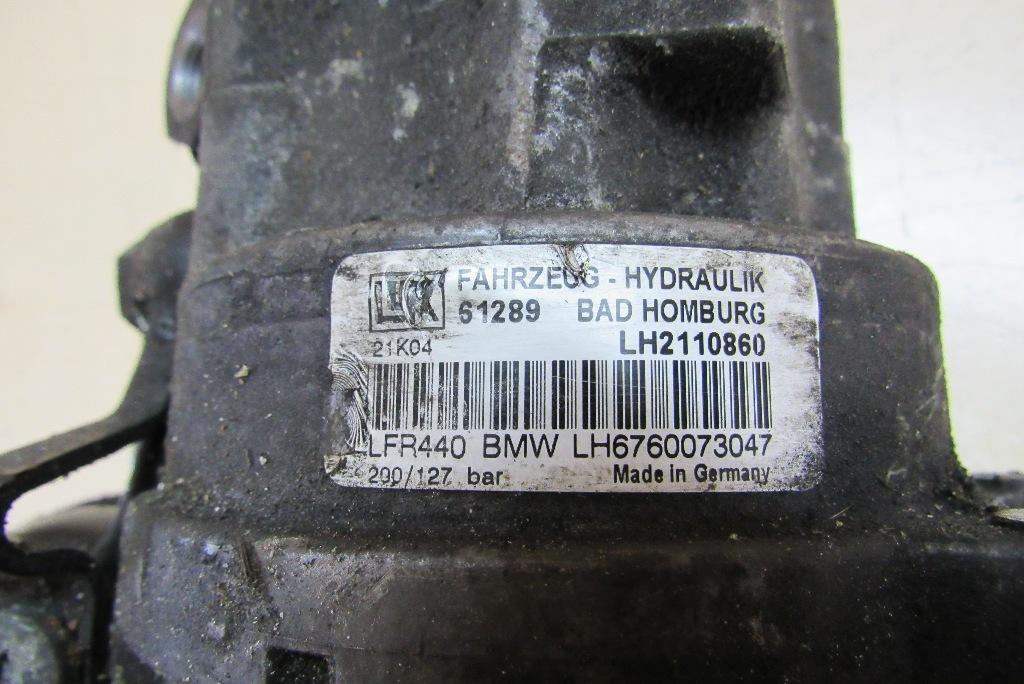 LUK FAHRZEUG - HYDRAULIK
61289 BAD HOMBURG
21K04 LH2110860
LFR440 BMW LH6760073047
200/127 bar Made in Germany